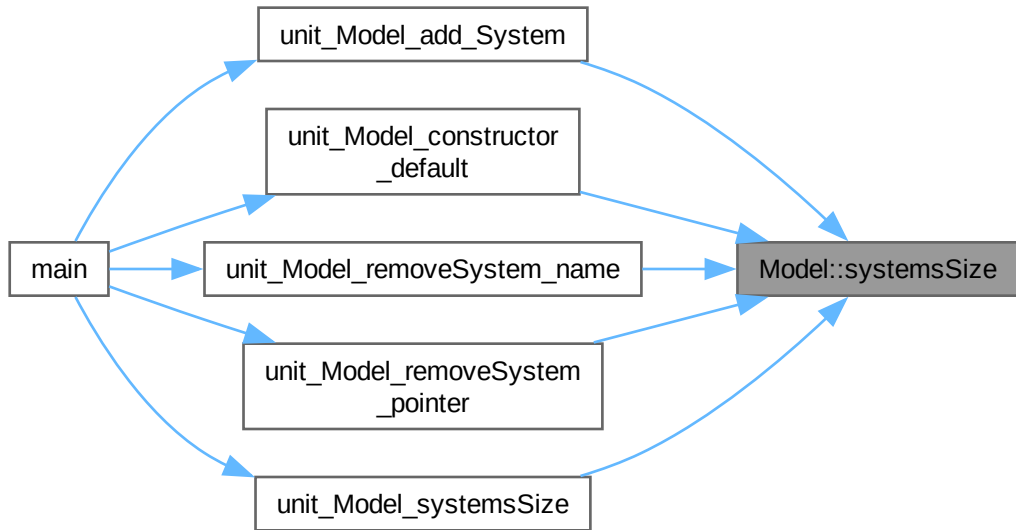 unit_Model_add_System
unit_Model_constructor
_default
main
unit_Model_removeSystem_name
Model::systemsSize
unit_Model_removeSystem
_pointer
unit_Model_systemsSize